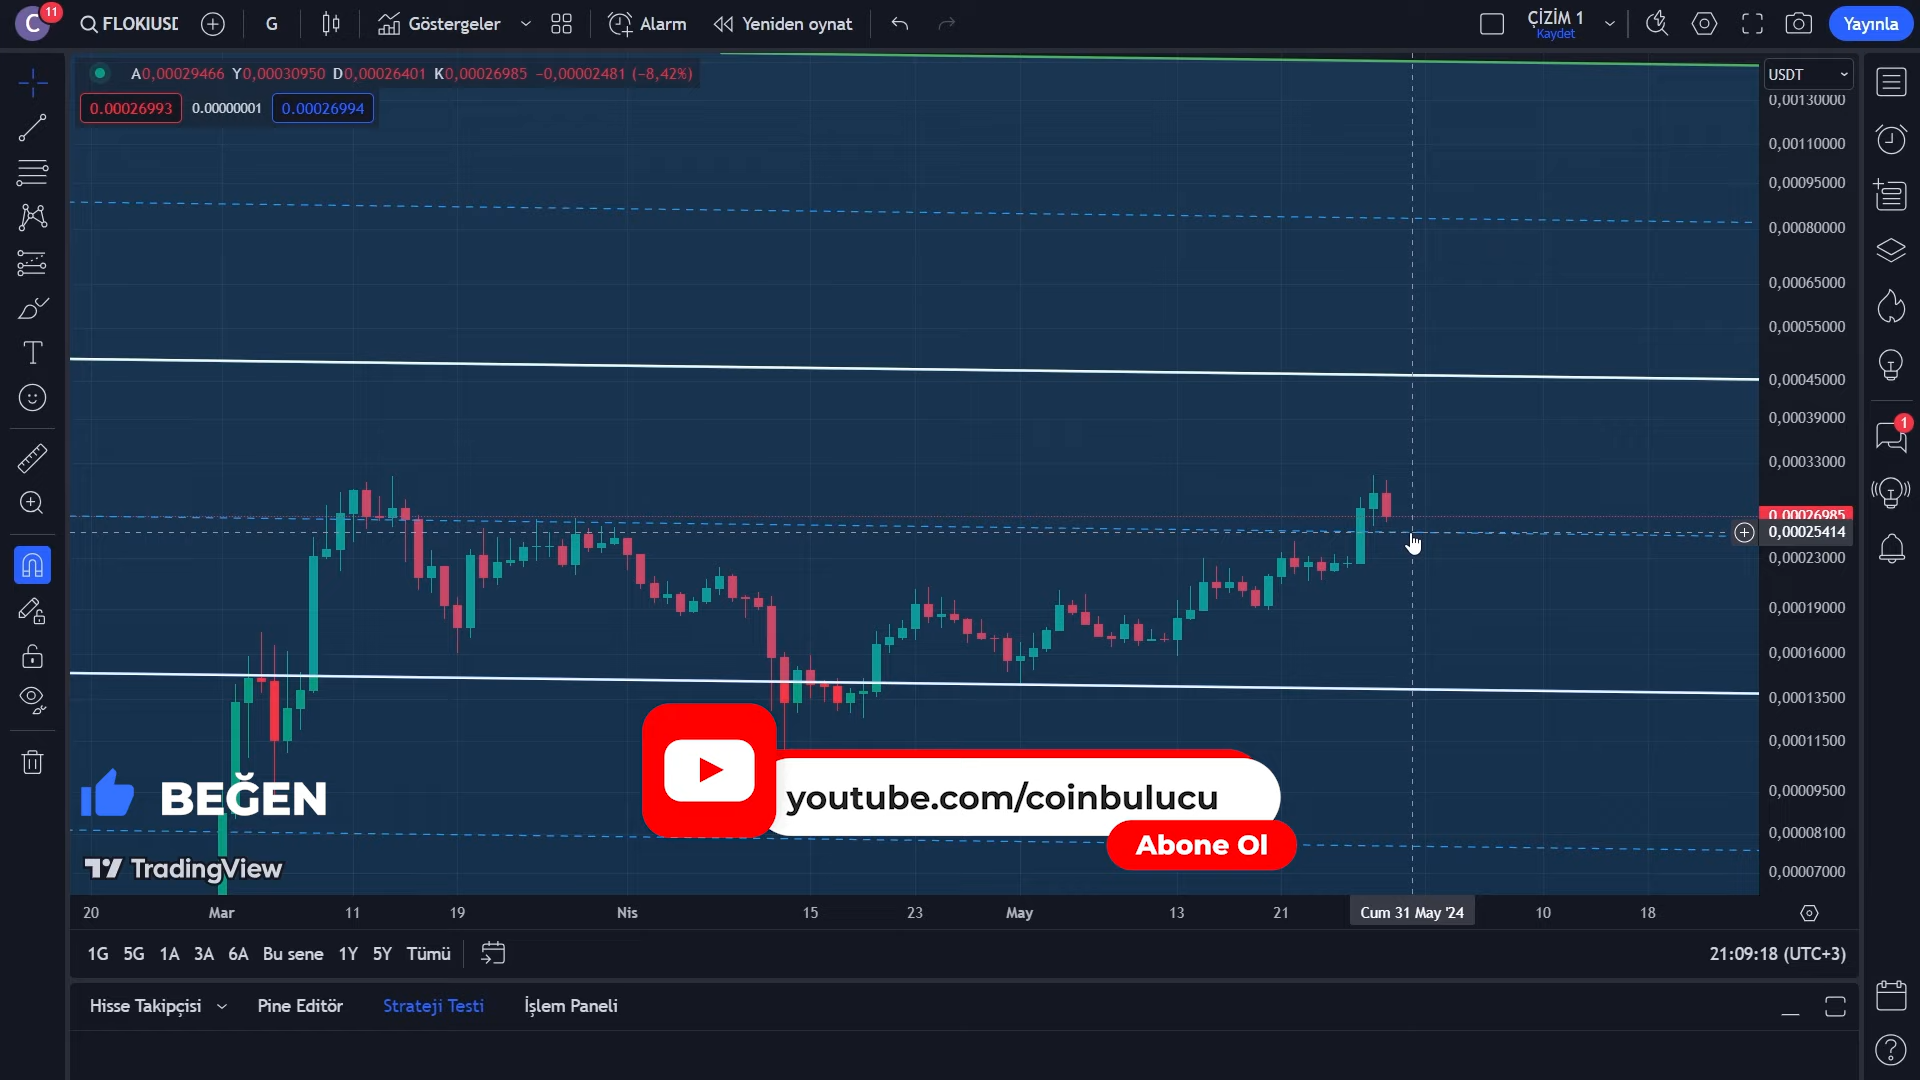 C
11
FLOKIUSD
G
Göstergeler
Alarm
Yeniden oynat
ÇİZİM 1
Kaydet
Yayınla
A0,00029466 Y0,00030950 D0,00026401 K0,00026985 −0,00002481 (−8,42%)
0.00026993 0.00000001 0.00026994
USDT
0,00130000
0,00110000
0,00095000
0,00080000
0,00065000
0,00055000
0,00045000
0,00039000
0,00033000
0,00026985
0,00025414
0,00023000
0,00019000
0,00016000
0,00013500
0,00011500
0,00009500
0,00008100
0,00007000
1
BEĞEN
TradingView
youtube.com/coinbulucu
Abone Ol
20 Mar 11 19 Nis 15 23 May 13 21 Cum 31 May '24 10 18
1G 5G 1A 3A 6A Bu sene 1Y 5Y Tümü
21:09:18 (UTC+3)
Hisse Takipçisi Pine Editör Strateji Testi İşlem Paneli